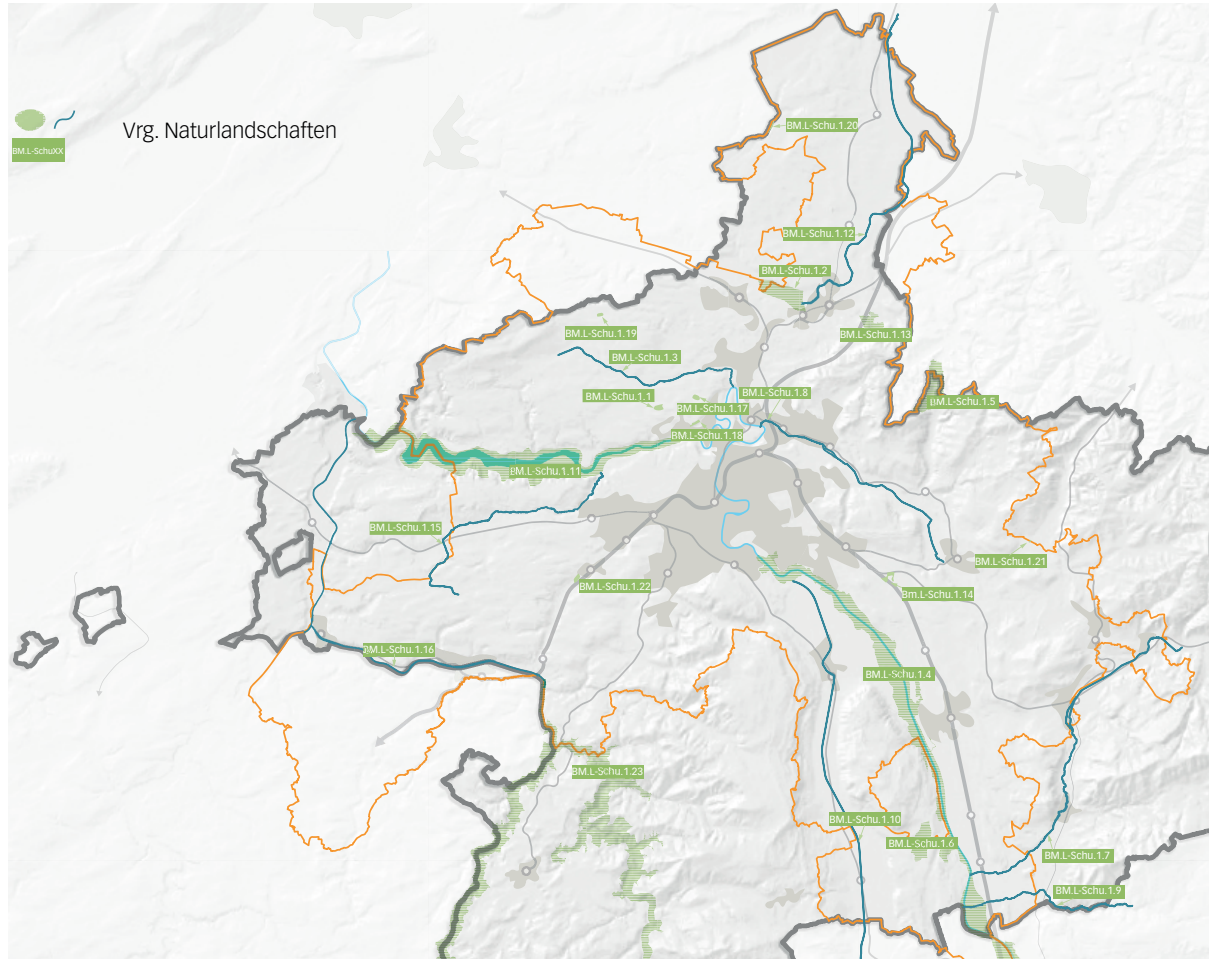 Vrg. Naturlandschaften
BM.L-SchuXX
BM.L-Schu.1.20
BM.L-Schu.1.12
BM.L-Schu.1.2
BM.L-Schu.1.19
BM.L-Schu.1.13
BM.L-Schu.1.3
BM.L-Schu.1.1
BM.L-Schu.1.8
BM.L-Schu.1.5
BM.L-Schu.1.17
BM.L-Schu.1.18
BM.L-Schu.1.11
BM.L-Schu.1.15
BM.L-Schu.1.21
BM.L-Schu.1.22
Bm.L-Schu.1.14
BM.L-Schu.1.16
BM.L-Schu.1.4
BM.L-Schu.1.23
BM.L-Schu.1.10
BM.L-Schu.1.6
BM.L-Schu.1.7
BM.L-Schu.1.9